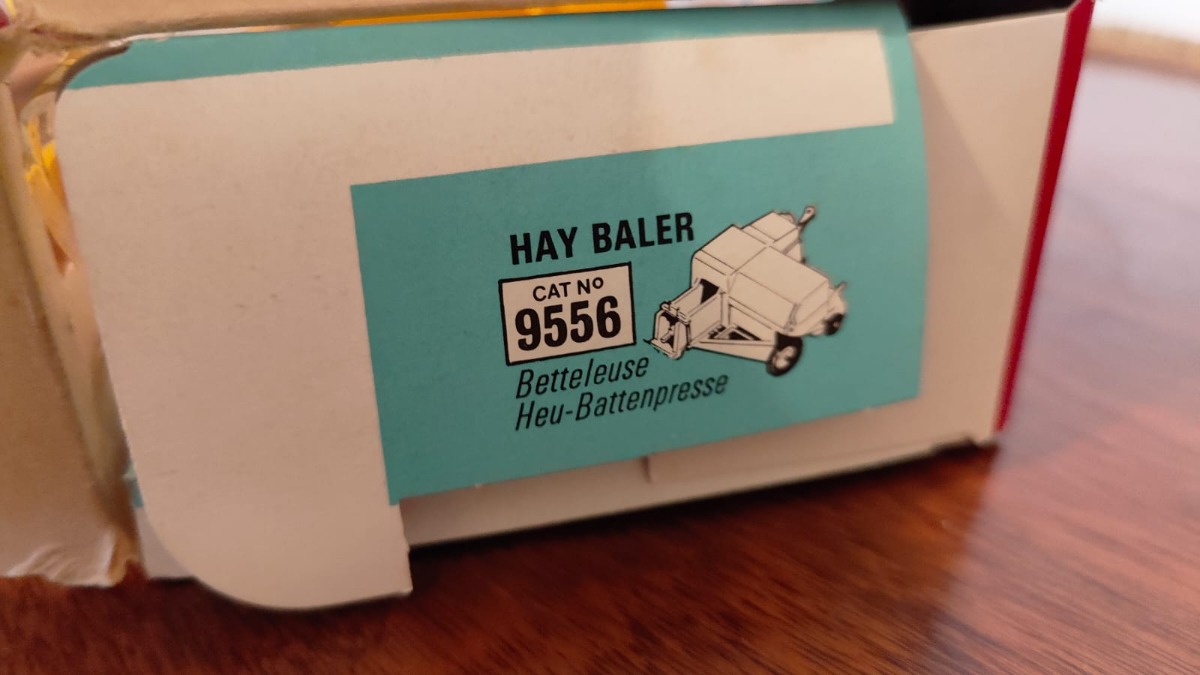 HAY BALER
CAT No
9556
Betteleuse
Heu-Battenpresse